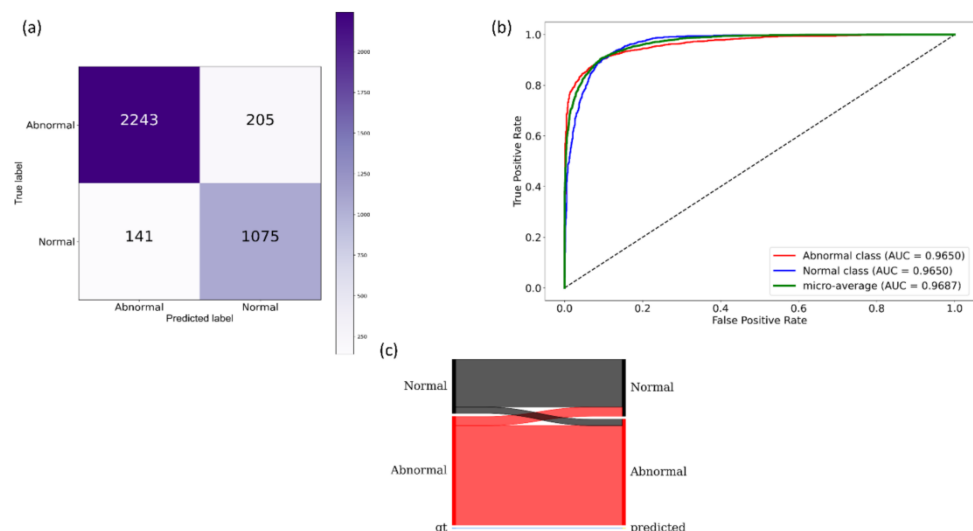 (a)
2000
1750
1500
1250
1000
750
500
250
Abnormal
Normal
2243
205
141
1075
Abnormal
Normal
True label
Predicted label
(b)
1.0
0.8
0.6
0.4
0.2
0.0
True Positive Rate
0.0
0.2
0.4
0.6
0.8
1.0
False Positive Rate
Abnormal class (AUC = 0.9650)
Normal class (AUC = 0.9650)
micro-average (AUC = 0.9687)
(c)
Normal
Normal
Abnormal
Abnormal
gt
predicted